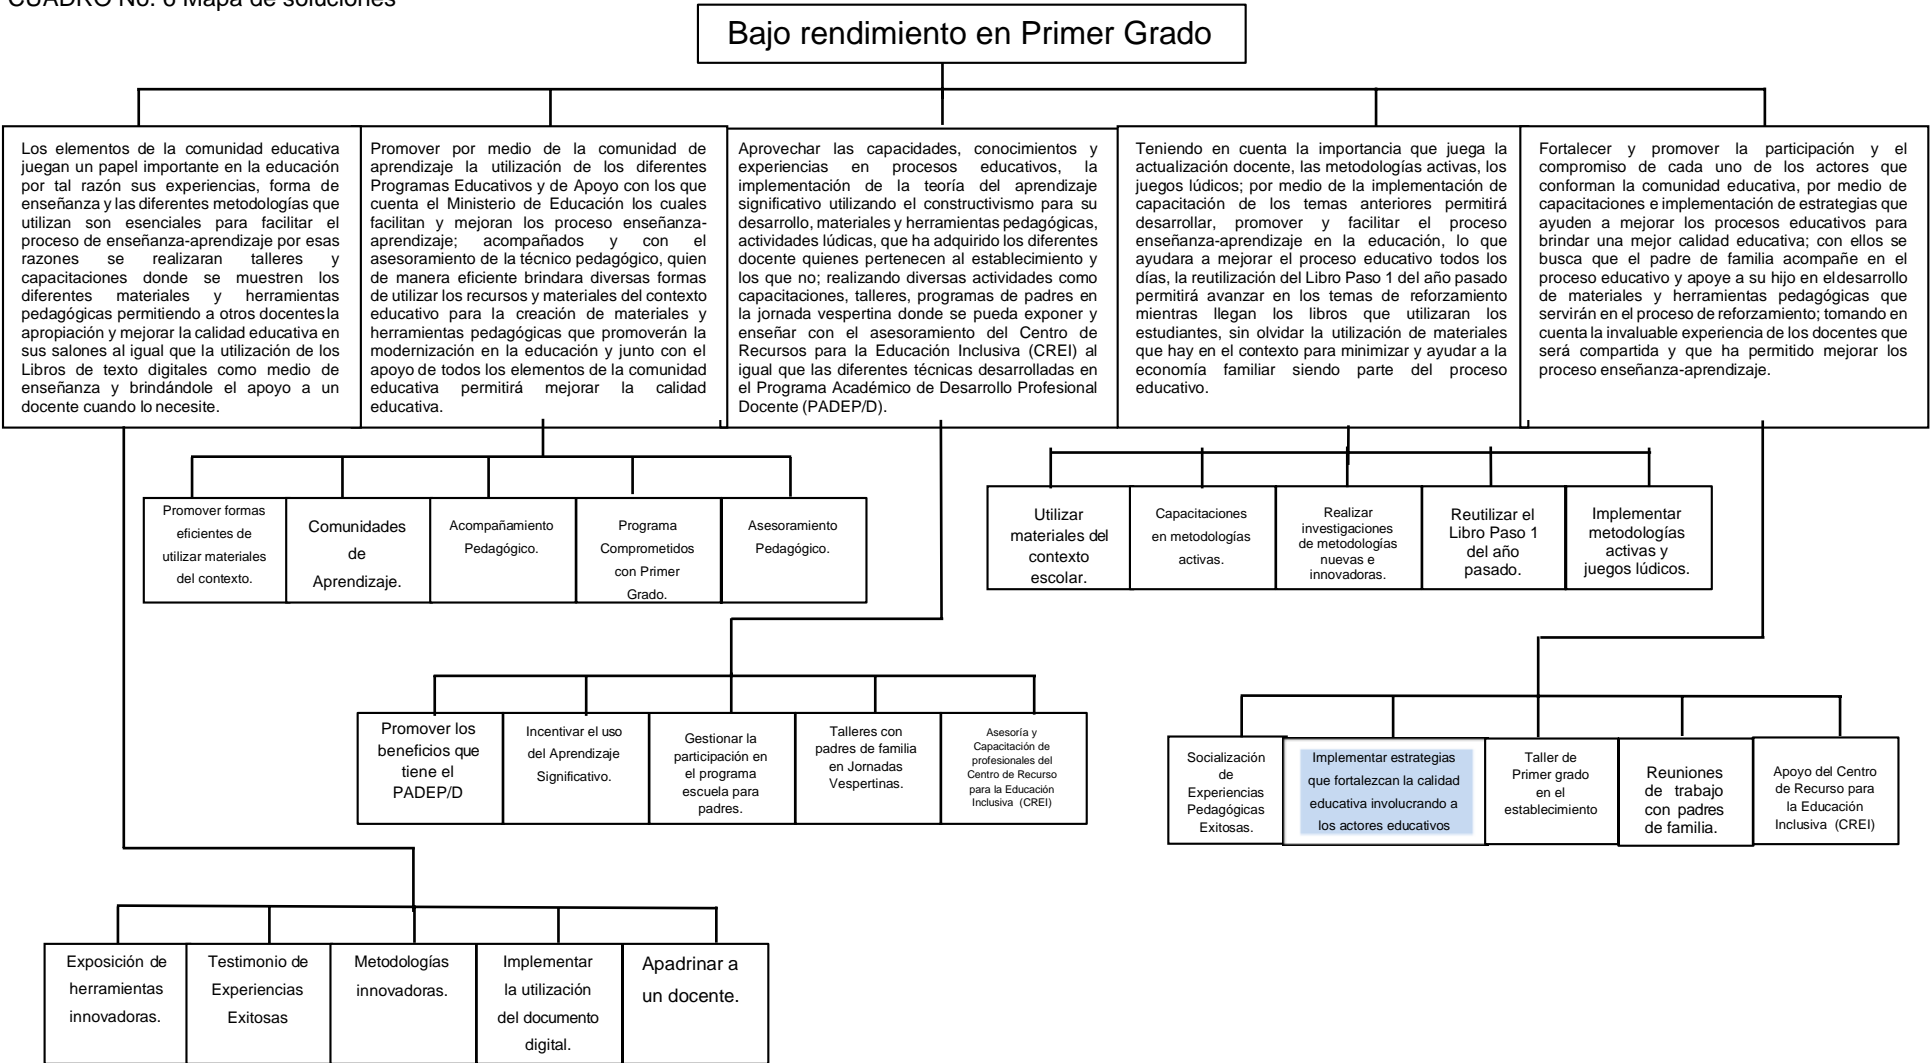 CUADRO No. 6 Mapa de soluciones
Bajo rendimiento en Primer Grado
Los elementos de la comunidad educativa
juegan un papel importante en la educación
por tal razón sus experiencias, forma de
enseñanza y las diferentes metodologías que
utilizan son esenciales para facilitar el
proceso de enseñanza-aprendizaje por esas
razones se realizaran talleres y
capacitaciones donde se muestren los
diferentes materiales y herramientas
pedagógicas permitiendo a otros docentes la
apropiación y mejorar la calidad educativa en
sus salones al igual que la utilización de los
Libros de texto digitales como medio de
enseñanza y brindándole el apoyo a un
docente cuando lo necesite.
Promover por medio de la comunidad de
aprendizaje la utilización de los diferentes
Programas Educativos y de Apoyo con los que
cuenta el Ministerio de Educación los cuales
facilitan y mejoran los proceso enseñanza-
aprendizaje; acompañados y con el
asesoramiento de la técnico pedagógico, quien
de manera eficiente brindara diversas formas
de utilizar los recursos y materiales del contexto
educativo para la creación de materiales y
herramientas pedagógicas que promoverán la
modernización en la educación y junto con el
apoyo de todos los elementos de la comunidad
educativa permitirá mejorar la calidad
educativa.
Aprovechar las capacidades, conocimientos y
experiencias en procesos educativos, la
implementación de la teoría del aprendizaje
significativo utilizando el constructivismo para su
desarrollo, materiales y herramientas pedagógicas,
actividades lúdicas, que ha adquirido los diferentes
docente quienes pertenecen al establecimiento y
los que no; realizando diversas actividades como
capacitaciones, talleres, programas de padres en
la jornada vespertina donde se pueda exponer y
enseñar con el asesoramiento del Centro de
Recursos para la Educación Inclusiva (CREI) al
igual que las diferentes técnicas desarrolladas en
el Programa Académico de Desarrollo Profesional
Docente (PADEP/D).
Teniendo en cuenta la importancia que juega la
actualización docente, las metodologías activas, los
juegos lúdicos; por medio de la implementación de
capacitación de los temas anteriores permitirá
desarrollar, promover y facilitar el proceso
enseñanza-aprendizaje en la educación, lo que
ayudara a mejorar el proceso educativo todos los
días, la reutilización del Libro Paso 1 del año pasado
permitirá avanzar en los temas de reforzamiento
mientras llegan los libros que utilizaran los
estudiantes, sin olvidar la utilización de materiales
que hay en el contexto para minimizar y ayudar a la
economía familiar siendo parte del proceso
educativo.
Fortalecer y promover la participación y el
compromiso de cada uno de los actores que
conforman la comunidad educativa, por medio de
capacitaciones e implementación de estrategias que
ayuden a mejorar los procesos educativos para
brindar una mejor calidad educativa; con ellos se
busca que el padre de familia acompañe en el
proceso educativo y apoye a su hijo en el desarrollo
de materiales y herramientas pedagógicas que
servirán en el proceso de reforzamiento; tomando en
cuenta la invaluable experiencia de los docentes que
será compartida y que ha permitido mejorar los
proceso enseñanza-aprendizaje.
Promover formas
eficientes de
utilizar materiales
del contexto.
Comunidades
de
Aprendizaje.
Acompañamiento
Pedagógico.
Programa
Comprometidos
con Primer
Grado.
Asesoramiento
Pedagógico.
Utilizar
materiales del
contexto
escolar.
Capacitaciones
en metodologías
activas.
Realizar
investigaciones
de metodologías
nuevas e
innovadoras.
Reutilizar el
Libro Paso 1
del año
pasado.
Implementar
metodologías
activas y
juegos lúdicos.
Promover los
beneficios que
tiene el
PADEP/D
Incentivar el uso
del Aprendizaje
Significativo.
Gestionar la
participación en
el programa
escuela para
padres.
Talleres con
padres de familia
en Jornadas
Vespertinas.
Asesoría y
Capacitación de
profesionales del
Centro de Recurso
para la Educación
Inclusiva (CREI)
Socialización
de
Experiencias
Pedagógicas
Exitosas.
Implementar estrategias
que fortalezcan la calidad
educativa involucrando a
los actores educativos
Taller de
Primer grado
en el
establecimiento
Reuniones
de trabajo
con padres
de familia.
Apoyo del Centro
de Recurso para
la Educación
Inclusiva (CREI)
Exposición de
herramientas
innovadoras.
Testimonio de
Experiencias
Exitosas
Metodologías
innovadoras.
Implementar
la utilización
del documento
digital.
Apadrinar a
un docente.